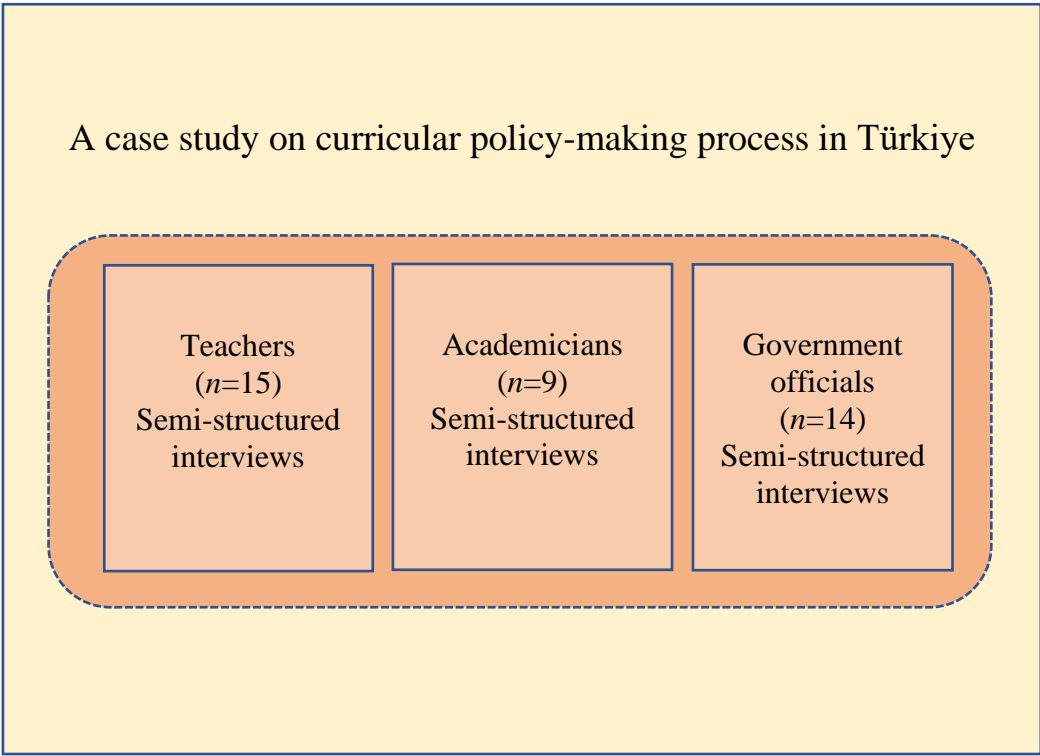 A case study on curricular policy-making process in Türkiye
Teachers
(n=15)
Semi-structured
interviews
Academicians
(n=9)
Semi-structured
interviews
Government
officials
(n=14)
Semi-structured
interviews